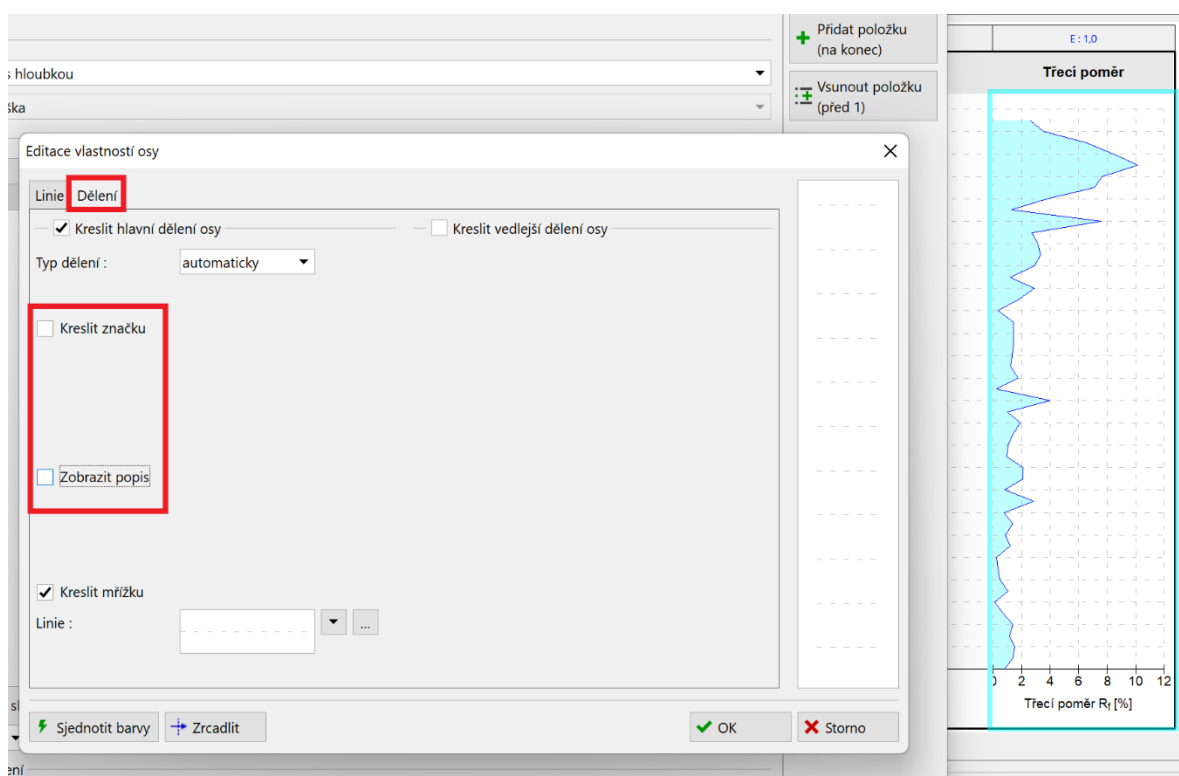 Přidat položku
(na konec)
E : 1,0
s hloubkou
Třecí poměr
Vsunout položku
(před 1)
ška
Editace vlastností osy
Linie
Dělení
Kreslit hlavní dělení osy
Kreslit vedlejší dělení osy
Typ dělení :
automaticky
Kreslit značku
Zobrazit popis
Kreslit mřížku
Linie :
...
0 2 4 6 8 10 12
Třecí poměr Rf [%]
Sjednotit barvy
Zrcadlit
OK
Storno
ení